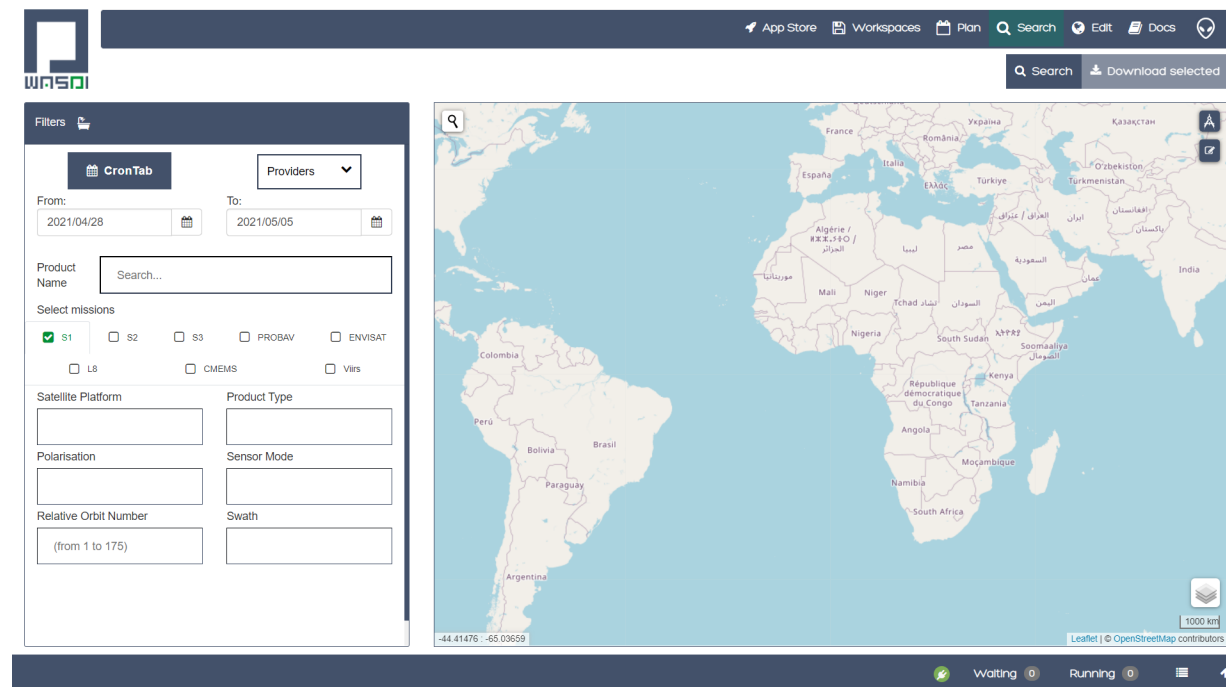 App Store Workspaces Plan Search Edit Docs
WASDI
Search Download selected
Filters
CronTab Providers
From: To:
2021/04/28 2021/05/05
Product Name Search...
Select missions
S1 S2 S3 PROBAV ENVISAT
L8 CMEMS Viirs
Satellite Platform Product Type
Polarisation Sensor Mode
Relative Orbit Number Swath
(from 1 to 175)
France
Україна
Қазақстан
România
Italia
España
Ελλάς
Türkiye
O'zbekiston
Türkmenistan
افغانستان
العراق / عێراق
ایران
پاکستان
Algérie /
الجزائر
ليبيا
مصر
السعودية
عمان
India
موريتانيا
Mali
Niger
Tchad تشاد
السودان
اليمن
Nigeria
South Sudan
Soomaaliya
الصومال
Colombia
Kenya
République
démocratique
du Congo
Tanzania
Perú
Angola
Brasil
Bolivia
Moçambique
Paraguay
Namibia
South Africa
Argentina
1000 km
-44.41476 : -65.03659
Leaflet | © OpenStreetMap contributors
Waiting 0 Running 0